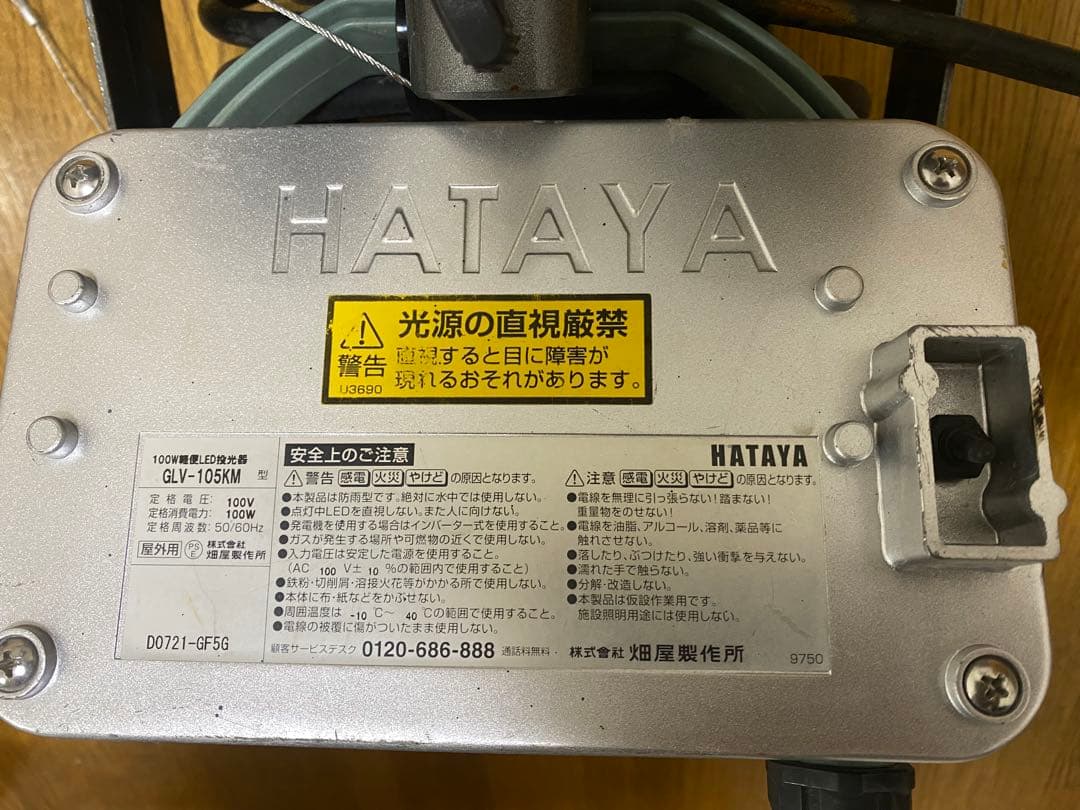 HATAYA
光源の直視厳禁
警告
直視すると目に障害が
現れるおそれがあります。
U3690
100W軽便LED投光器
GLV-105KM 型
定格電圧: 100V
定格消費電力: 100W
定格周波数: 50/60Hz
屋外用 PSE 株式会社 畑屋製作所
D0721-GF5G
安全上のご注意
HATAYA
警告 感電 火災 やけど の原因となります。
●本製品は防雨型です。絶対に水中では使用しない。
●点灯中LEDを直視しない。また人に向けない。
●発電機を使用する場合はインバーター式を使用すること。
●ガスが発生する場所や可燃物の近くで使用しない。
●入力電圧は安定した電源を使用すること。
(AC 100 V± 10 %の範囲内で使用すること)
●鉄粉・切削屑・溶接火花等がかかる所で使用しない。
●本体に布・紙などをかぶせない。
●周囲温度は -10 ℃〜 40 ℃の範囲で使用すること。
●電線の被覆に傷がついたまま使用しない。
注意 感電 火災 やけど の原因となります。
●電線を無理に引っ張らない!踏まない!
重量物をのせない!
●電線を油脂、アルコール、溶剤、薬品等に
触れさせない。
●落したり、ぶつけたり、強い衝撃を与えない。
●濡れた手で触らない。
●分解・改造しない。
●本製品は仮設作業用です。
施設照明用途には使用しない。
顧客サービスデスク 0120-686-888 通話料無料・ 株式会社 畑屋製作所 9750